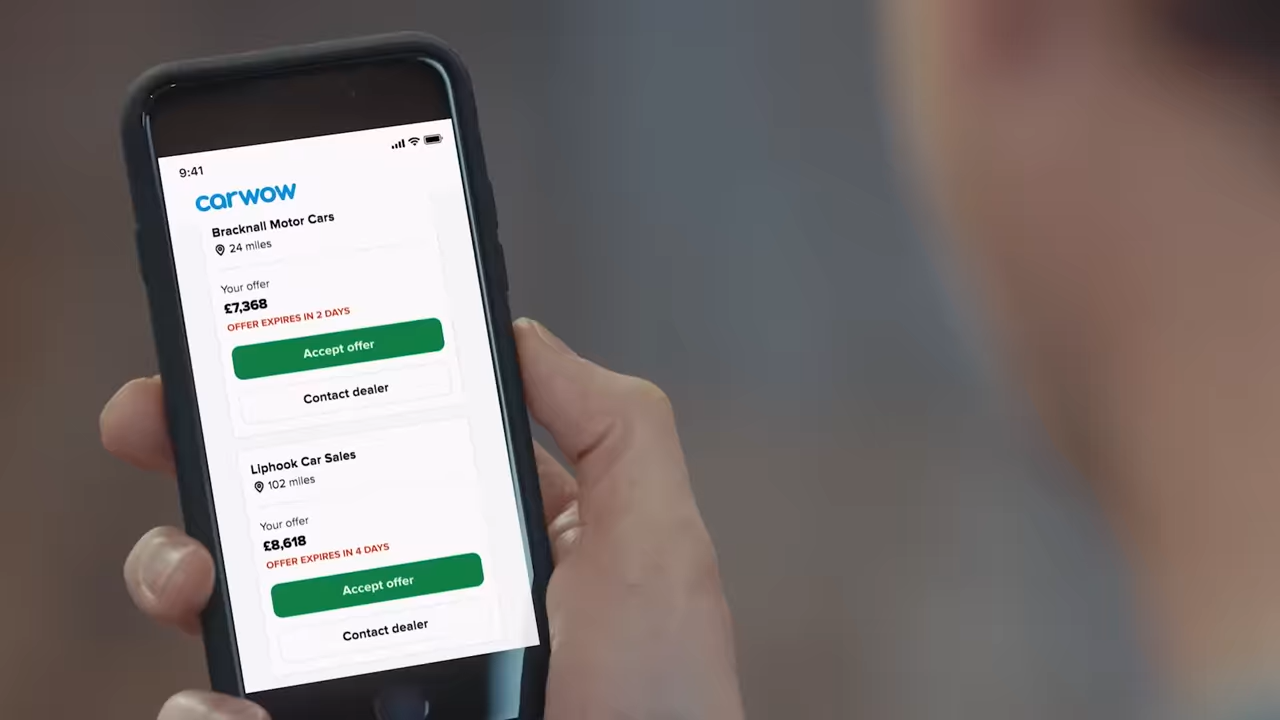 9:41
carwow
Bracknall Motor Cars
24 miles
Your offer
£7,368
OFFER EXPIRES IN 2 DAYS
Accept offer
Contact dealer
Liphook Car Sales
102 miles
Your offer
£8,618
OFFER EXPIRES IN 4 DAYS
Accept offer
Contact dealer